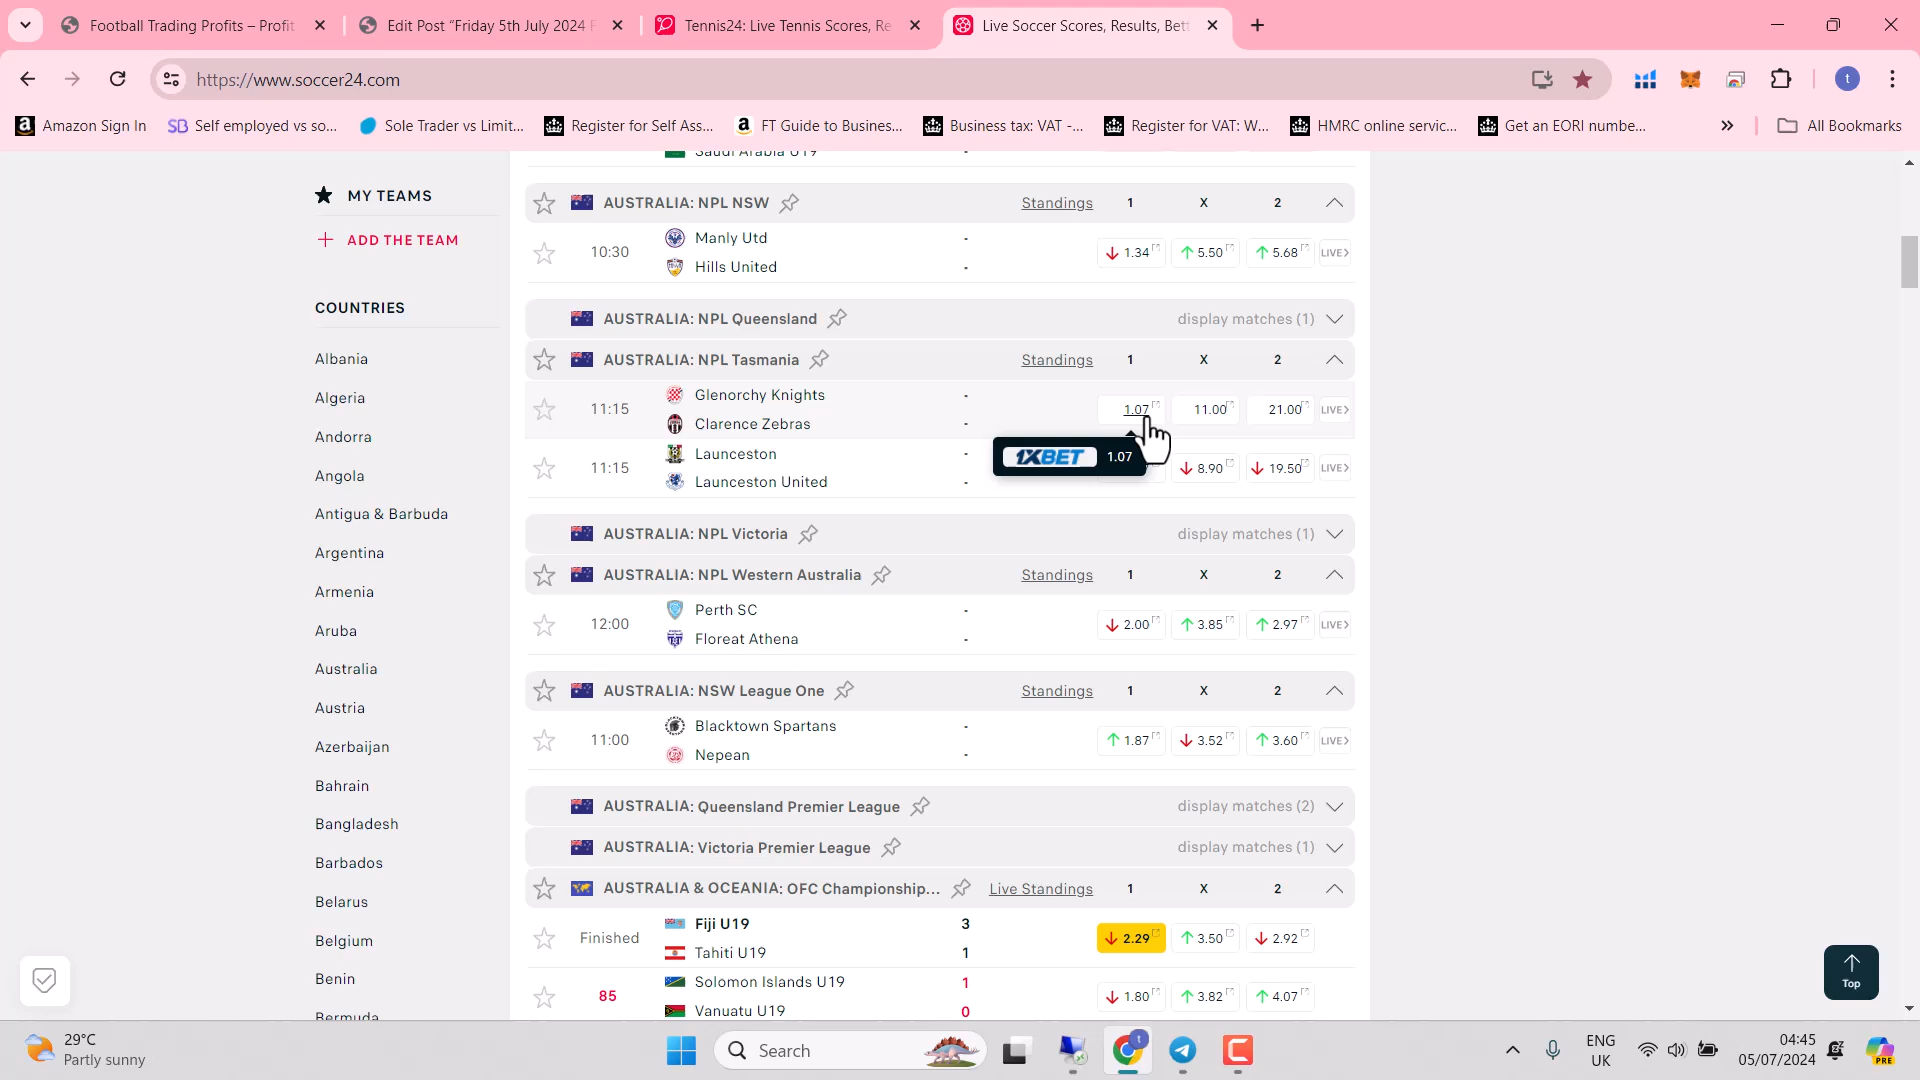 Football Trading Profits – Profit
Edit Post “Friday 5th July 2024 F
Tennis24: Live Tennis Scores, Re
Live Soccer Scores, Results, Bett
https://www.soccer24.com
t
Amazon Sign In
Self employed vs so...
Sole Trader vs Limit...
Register for Self Ass...
FT Guide to Busines...
Business tax: VAT -...
Register for VAT: W...
HMRC online servic...
Get an EORI numbe...
All Bookmarks
MY TEAMS
ADD THE TEAM
COUNTRIES
Albania
Algeria
Andorra
Angola
Antigua & Barbuda
Argentina
Armenia
Aruba
Australia
Austria
Azerbaijan
Bahrain
Bangladesh
Barbados
Belarus
Belgium
Benin
Bermuda
Saudi Arabia U19 -
AUSTRALIA: NPL NSW Standings 1 X 2
Manly Utd -
10:30 1.34 5.50 5.68 LIVE>
Hills United -
AUSTRALIA: NPL Queensland display matches (1)
AUSTRALIA: NPL Tasmania Standings 1 X 2
Glenorchy Knights -
11:15 1.07 11.00 21.00 LIVE>
Clarence Zebras -
1XBET 1.07
Launceston -
11:15 8.90 19.50 LIVE>
Launceston United -
AUSTRALIA: NPL Victoria display matches (1)
AUSTRALIA: NPL Western Australia Standings 1 X 2
Perth SC -
12:00 2.00 3.85 2.97 LIVE>
Floreat Athena -
AUSTRALIA: NSW League One Standings 1 X 2
Blacktown Spartans -
11:00 1.87 3.52 3.60 LIVE>
Nepean -
AUSTRALIA: Queensland Premier League display matches (2)
AUSTRALIA: Victoria Premier League display matches (1)
AUSTRALIA & OCEANIA: OFC Championship... Live Standings 1 X 2
Fiji U19 3
Finished 2.29 3.50 2.92
Tahiti U19 1
Solomon Islands U19 1
85 1.80 3.82 4.07
Vanuatu U19 0
Top
29°C
Partly sunny
Search
t
ENG
UK
04:45
05/07/2024
PRE